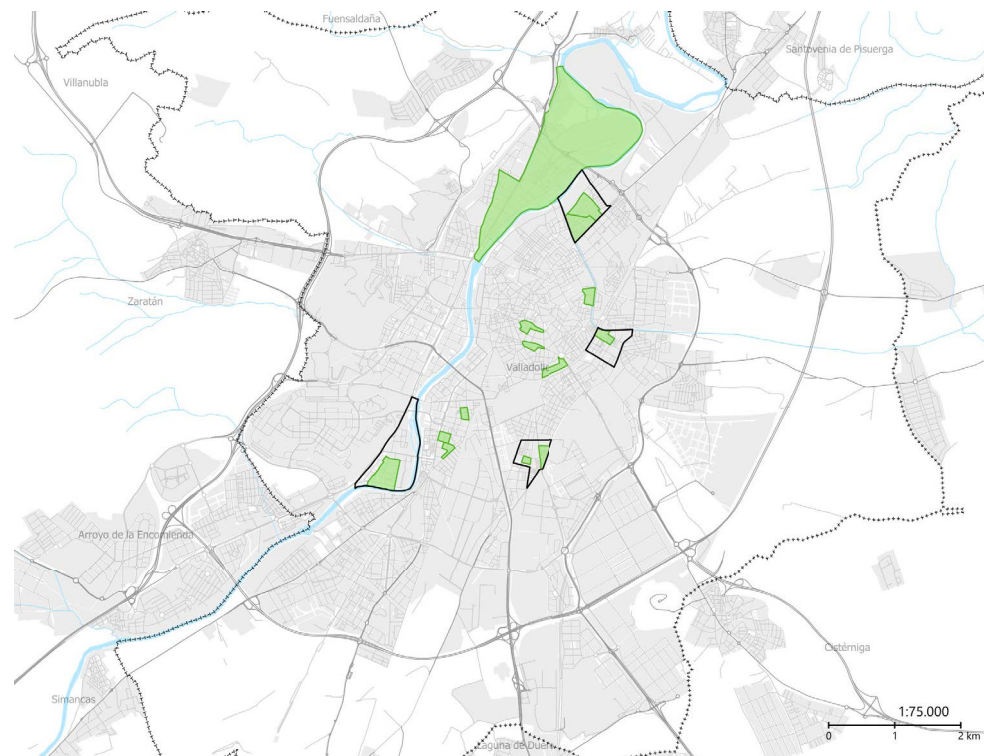 Fuensaldaña
Santovenia de Pisuerga
Villanubla
Zaratán
Valladolid
Arroyo de la Encomienda
Cistérniga
Simancas
1:75.000
0 1 2 km
Laguna de Duero